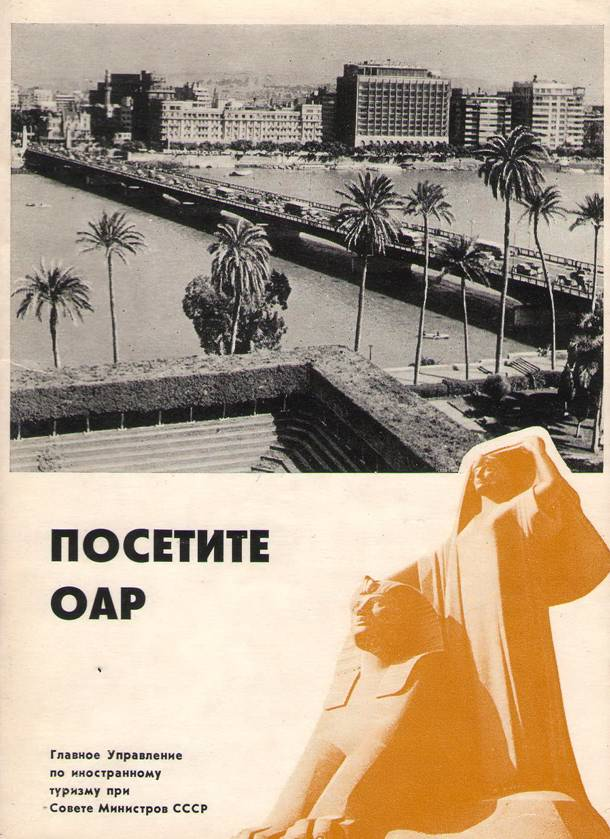 ПОСЕТИТЕ
ОАР
Главное Управление
по иностранному
туризму при
Совете Министров СССР